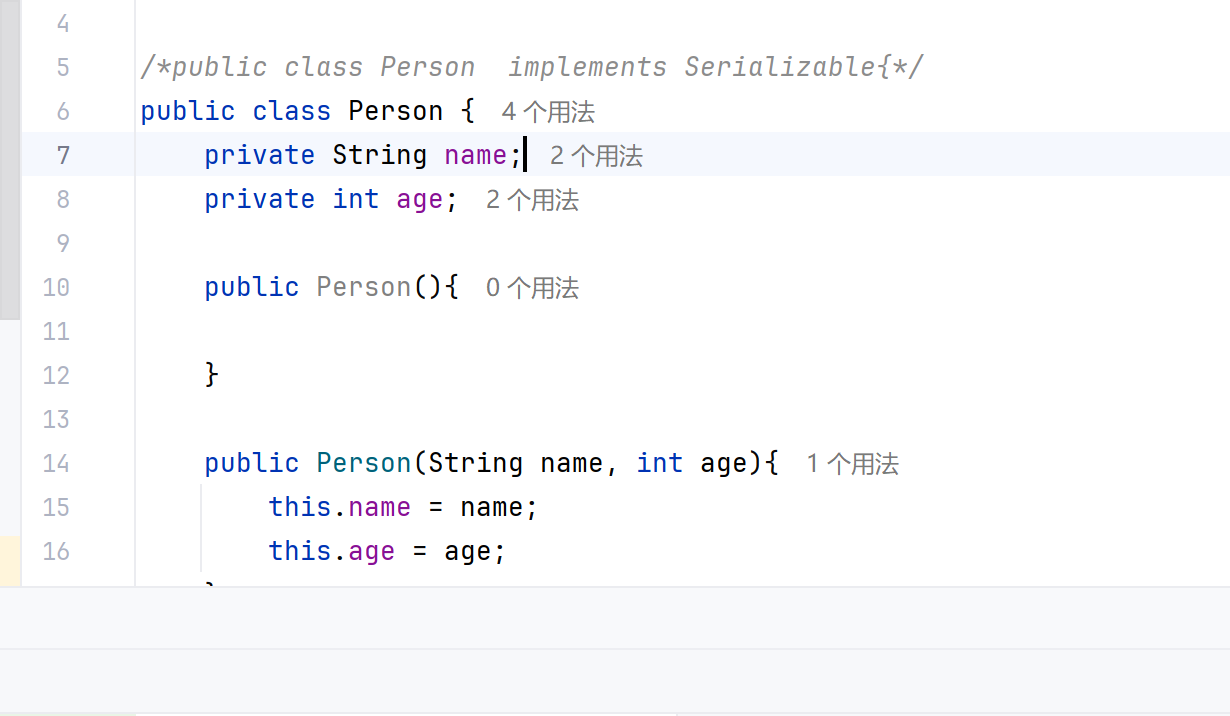 4
5 /*public class Person  implements Serializable{*/
6 public class Person { 4 个用法
7 private String name; 2 个用法
8 private int age; 2 个用法
9
10 public Person(){ 0 个用法
11
12 }
13
14 public Person(String name, int age){ 1 个用法
15 this.name = name;
16 this.age = age;